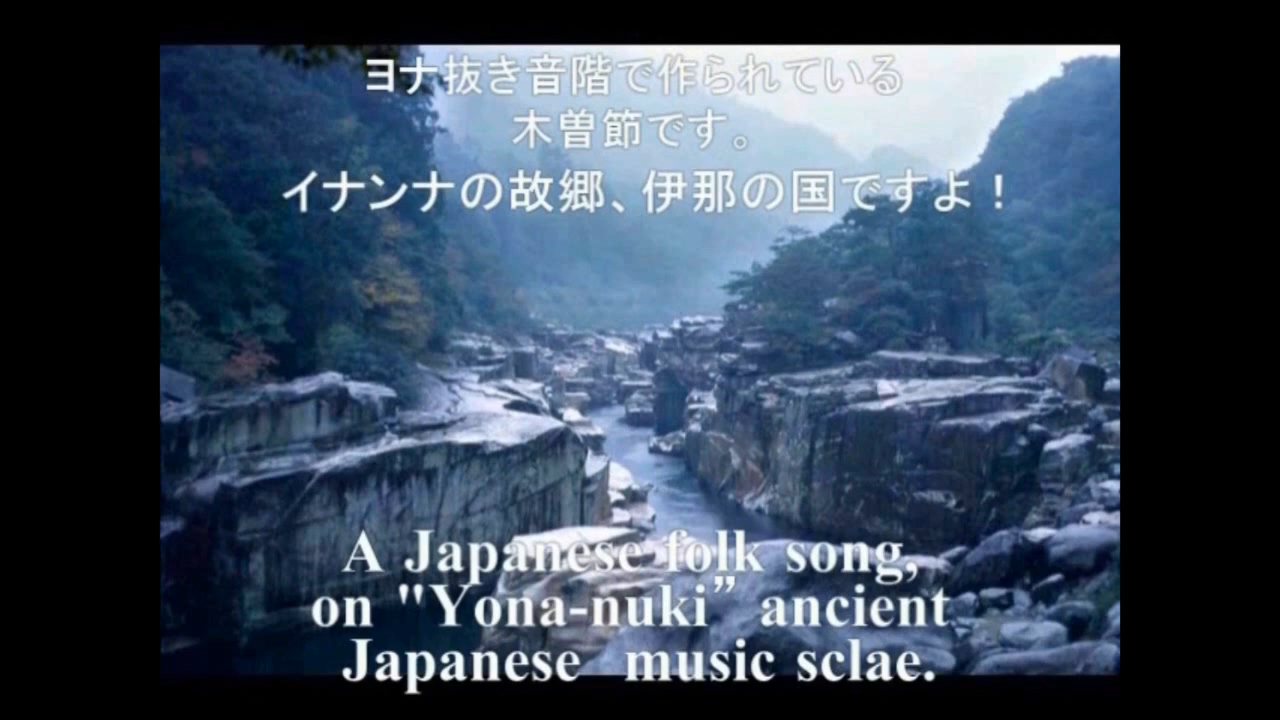 ヨナ抜き音階で作られている
木曽節です。
イナンナの故郷、伊那の国ですよ！
A Japanese folk song,
on "Yona-nuki” ancient
Japanese music sclae.